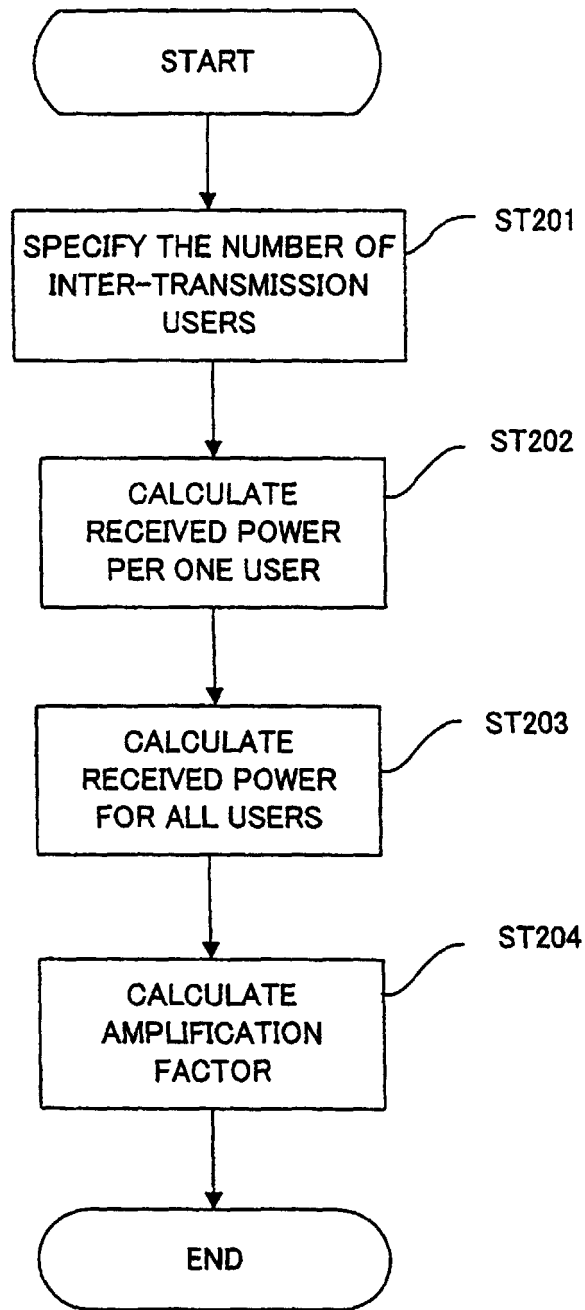 START
ST201
SPECIFY THE NUMBER OF
INTER-TRANSMISSION
USERS
ST202
CALCULATE
RECEIVED POWER
PER ONE USER
ST203
CALCULATE
RECEIVED POWER
FOR ALL USERS
ST204
CALCULATE
AMPLIFICATION
FACTOR
END